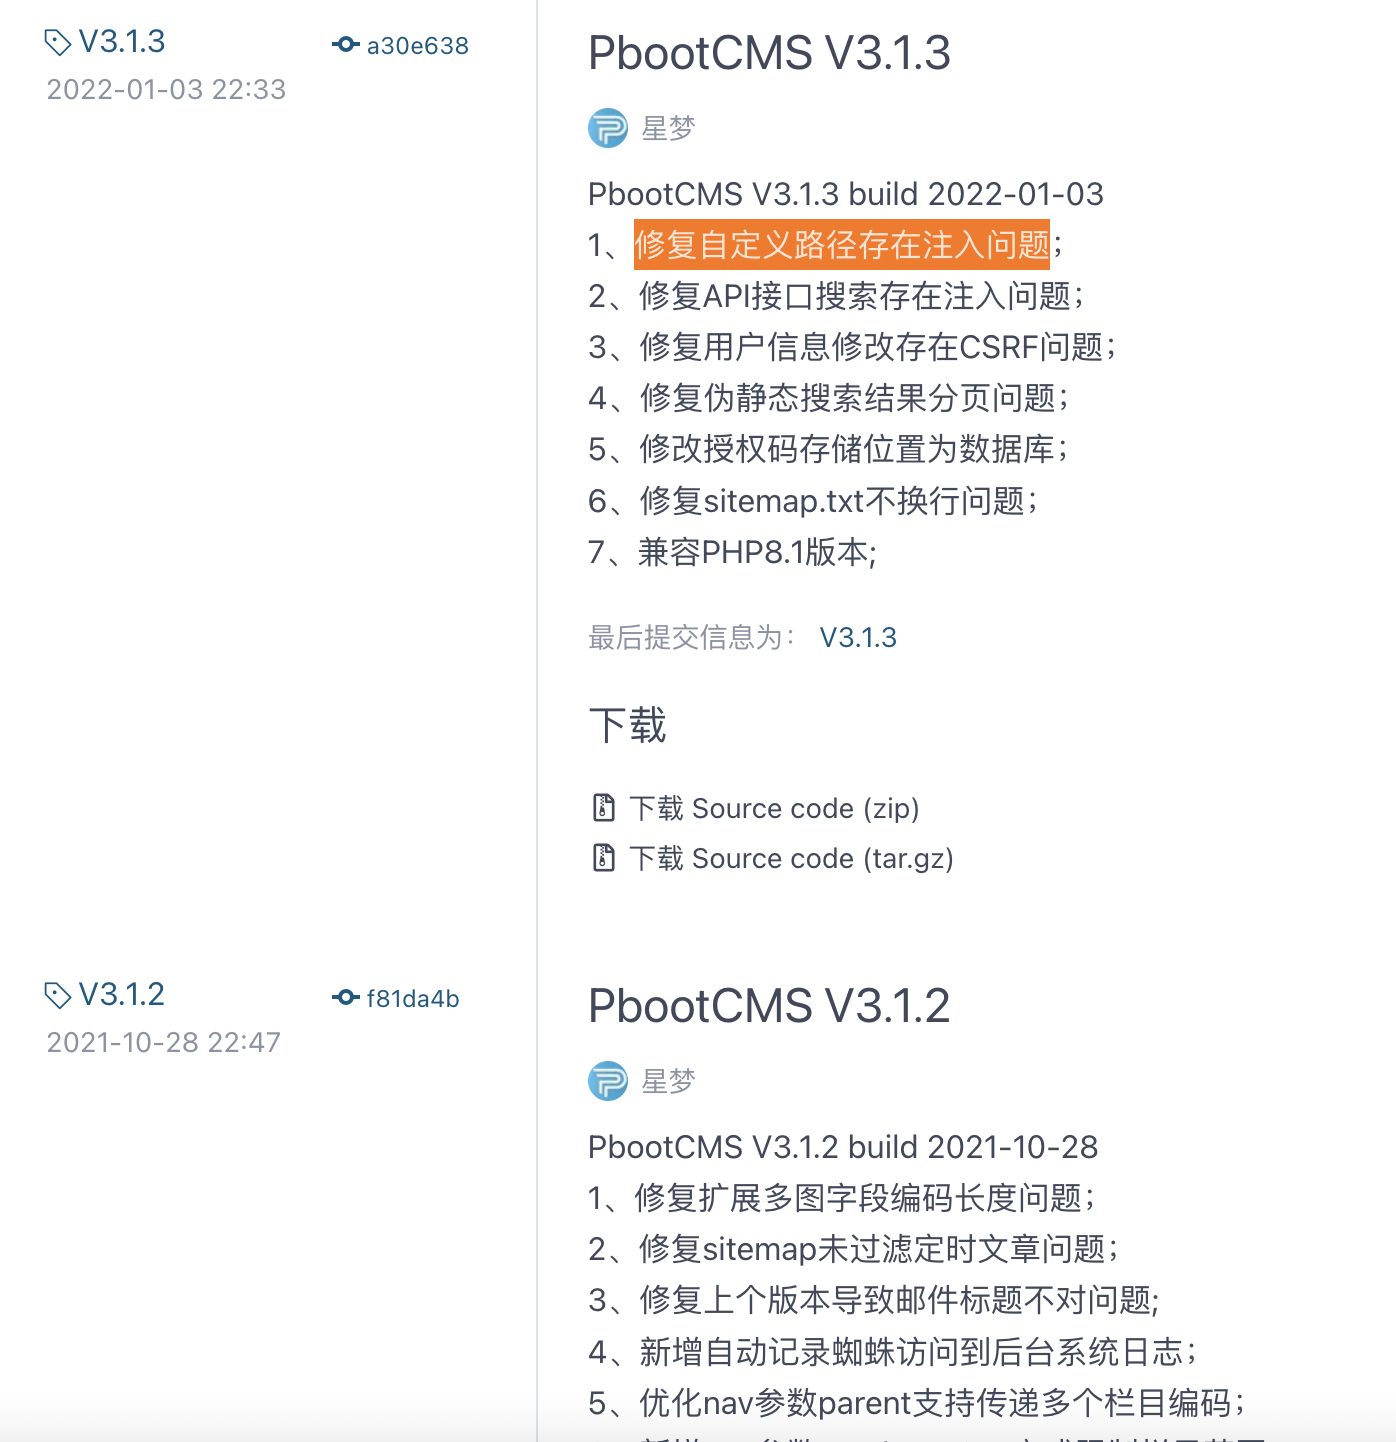 V3.1.3
a30e638
2022-01-03 22:33
PbootCMS V3.1.3
星梦
PbootCMS V3.1.3 build 2022-01-03
1、修复自定义路径存在注入问题；
2、修复API接口搜索存在注入问题；
3、修复用户信息修改存在CSRF问题；
4、修复伪静态搜索结果分页问题；
5、修改授权码存储位置为数据库；
6、修复sitemap.txt不换行问题；
7、兼容PHP8.1版本;
最后提交信息为： V3.1.3
下载
下载 Source code (zip)
下载 Source code (tar.gz)
V3.1.2
f81da4b
2021-10-28 22:47
PbootCMS V3.1.2
星梦
PbootCMS V3.1.2 build 2021-10-28
1、修复扩展多图字段编码长度问题；
2、修复sitemap未过滤定时文章问题；
3、修复上个版本导致邮件标题不对问题;
4、新增自动记录蜘蛛访问到后台系统日志；
5、优化nav参数parent支持传递多个栏目编码；